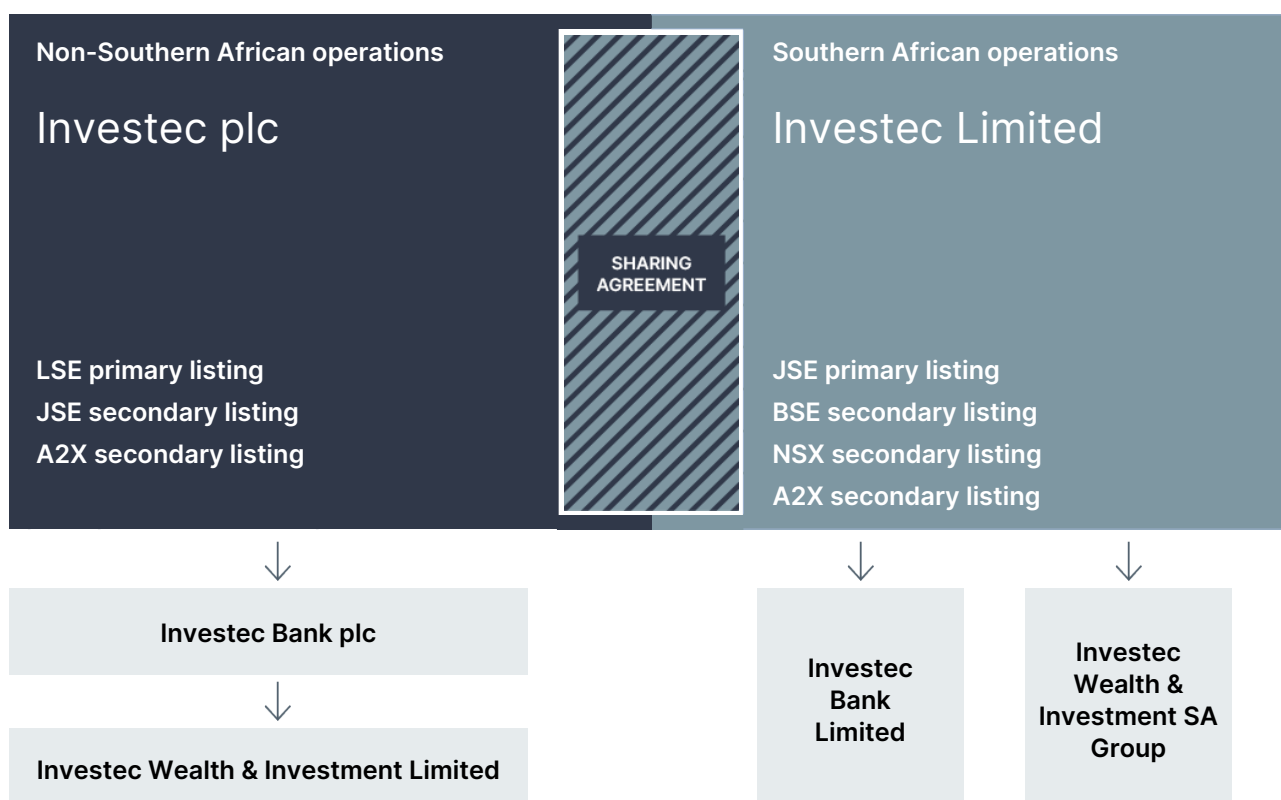 Non-Southern African operations
Investec plc
LSE primary listing
JSE secondary listing
A2X secondary listing
SHARING
AGREEMENT
Southern African operations
Investec Limited
JSE primary listing
BSE secondary listing
NSX secondary listing
A2X secondary listing
Investec Bank plc
Investec Wealth & Investment Limited
Investec
Bank
Limited
Investec
Wealth &
Investment SA
Group